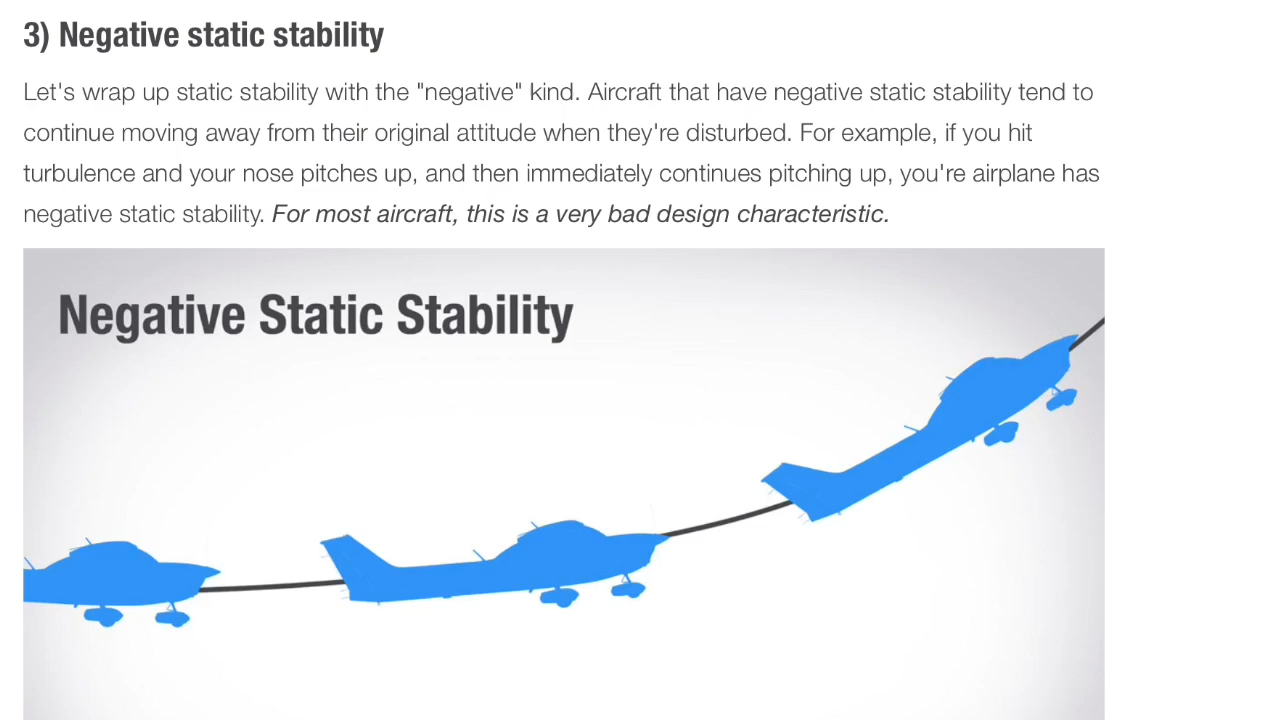 3) Negative static stability
Let's wrap up static stability with the "negative" kind. Aircraft that have negative static stability tend to
continue moving away from their original attitude when they're disturbed. For example, if you hit
turbulence and your nose pitches up, and then immediately continues pitching up, you're airplane has
negative static stability. For most aircraft, this is a very bad design characteristic.
Negative Static Stability